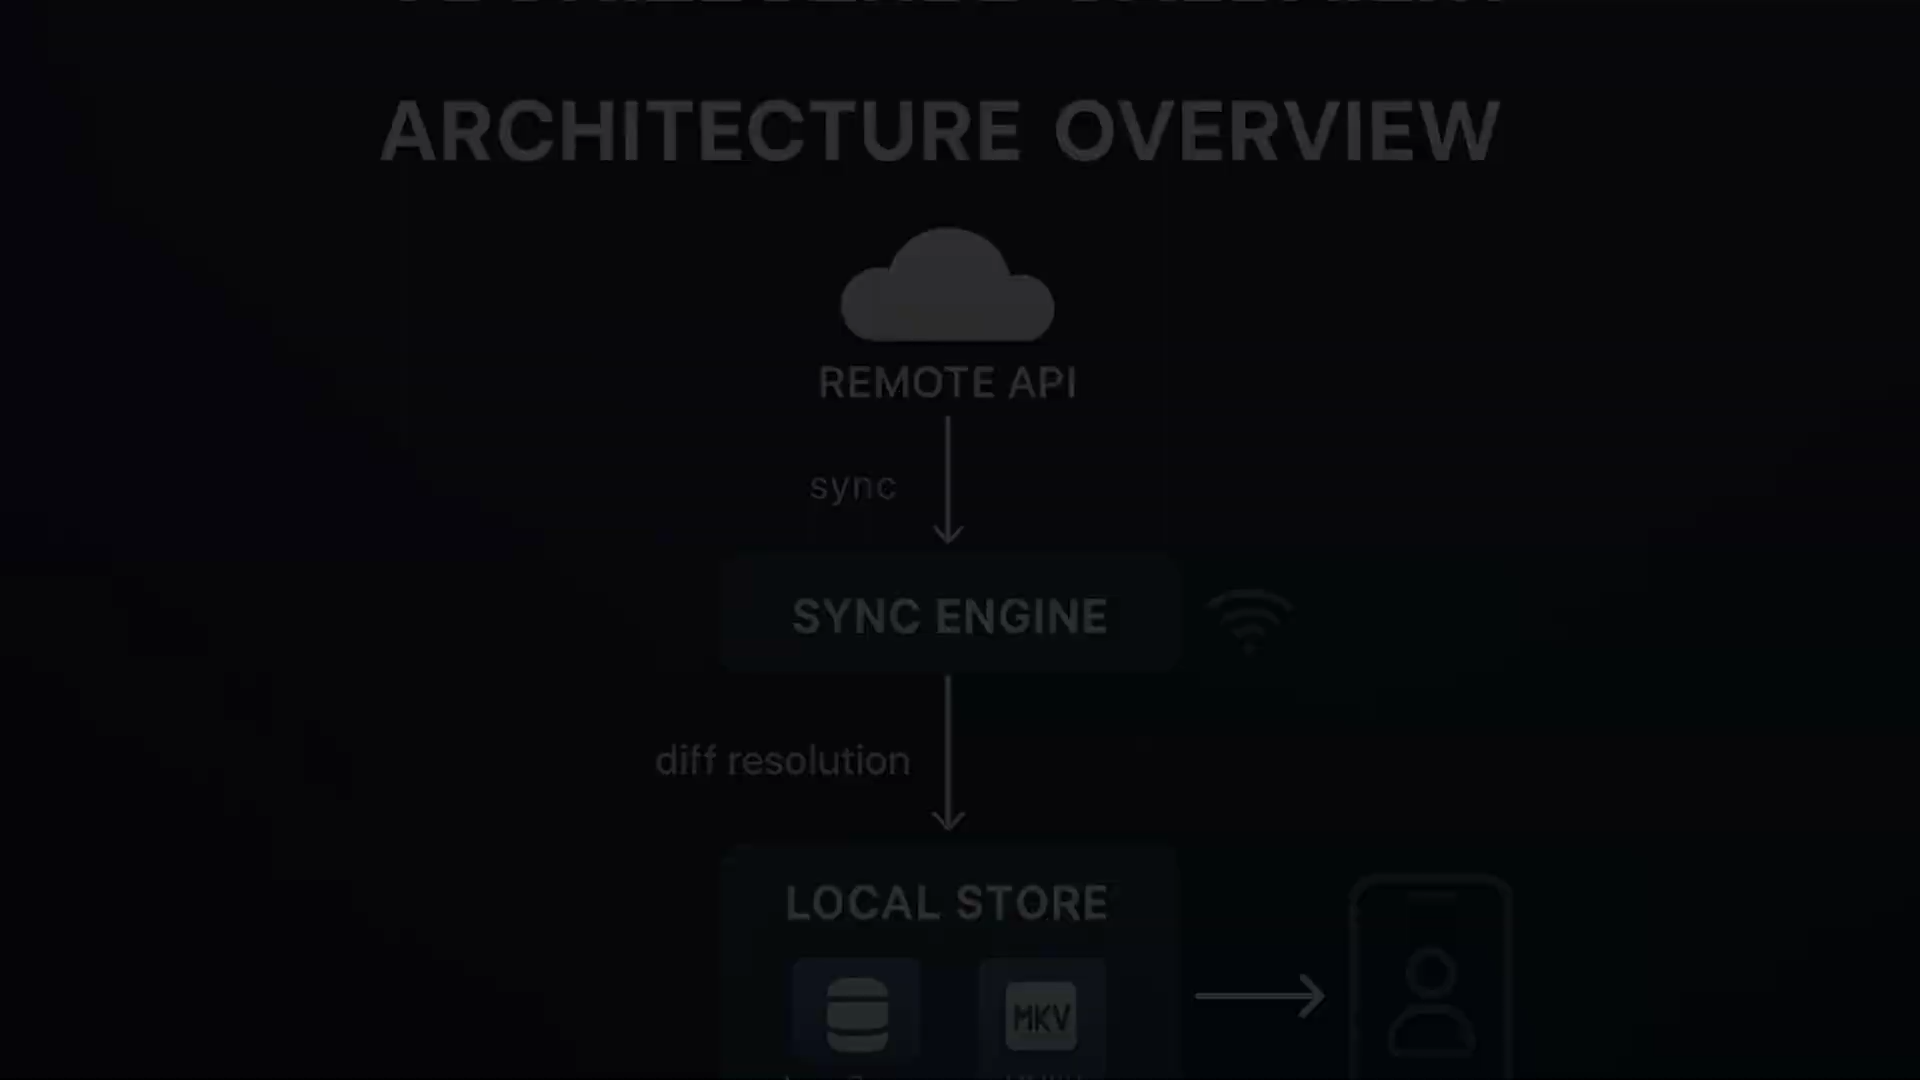 ARCHITECTURE OVERVIEW
REMOTE API
sync
SYNC ENGINE
diff resolution
LOCAL STORE
MKV